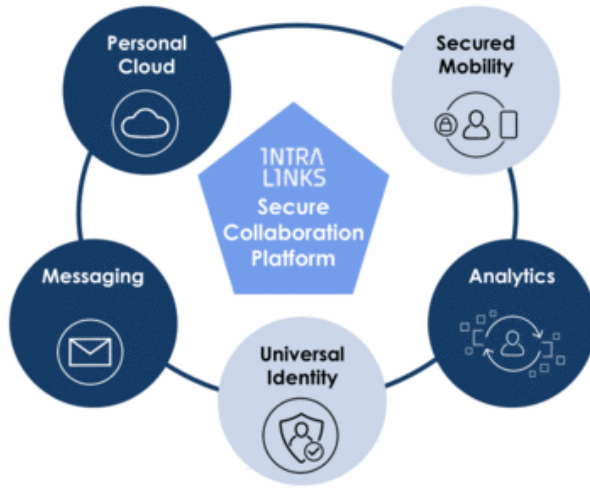 Personal
Cloud
Secured
Mobility
INTRA
LINKS
Secure
Collaboration
Platform
Messaging
Analytics
Universal
Identity